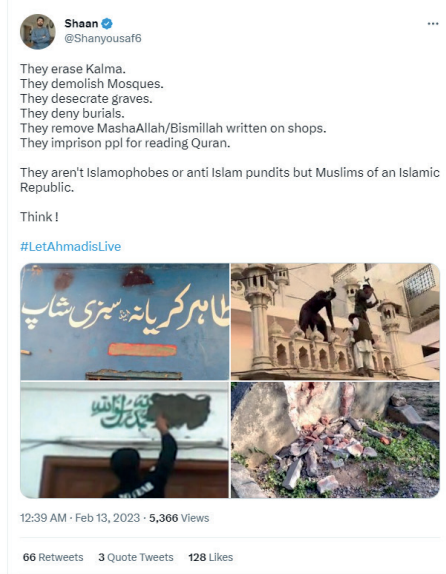 Shaan
@Shanyousaf6
They erase Kalma.
They demolish Mosques.
They desecrate graves.
They deny burials.
They remove MashaAllah/Bismillah written on shops.
They imprison ppl for reading Quran.
They aren't Islamophobes or anti Islam pundits but Muslims of an Islamic
Republic.
Think !
#LetAhmadisLive
طاہر کریانہ اینڈ سبزی شاپ
رسول اللہ
12:39 AM · Feb 13, 2023 · 5,366 Views
66 Retweets 3 Quote Tweets 128 Likes